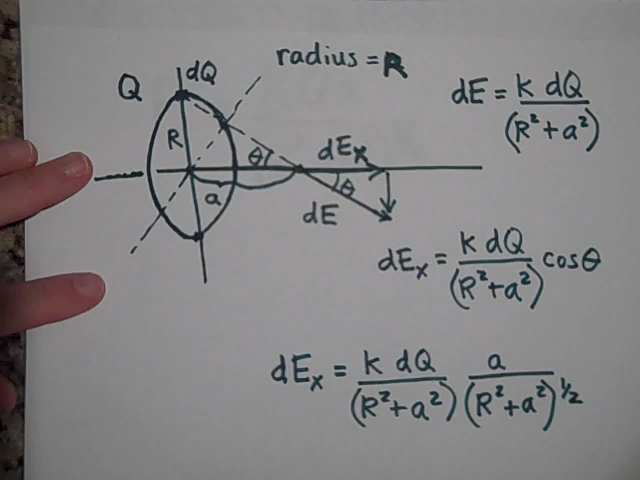 radius = R
Q
dQ
R
θ
dEₓ
a
θ
dE
dE = k dQ / (R² + a²)
dEₓ = k dQ / (R² + a²) cosθ
dEₓ = k dQ / (R² + a²) a / (R² + a²)^½